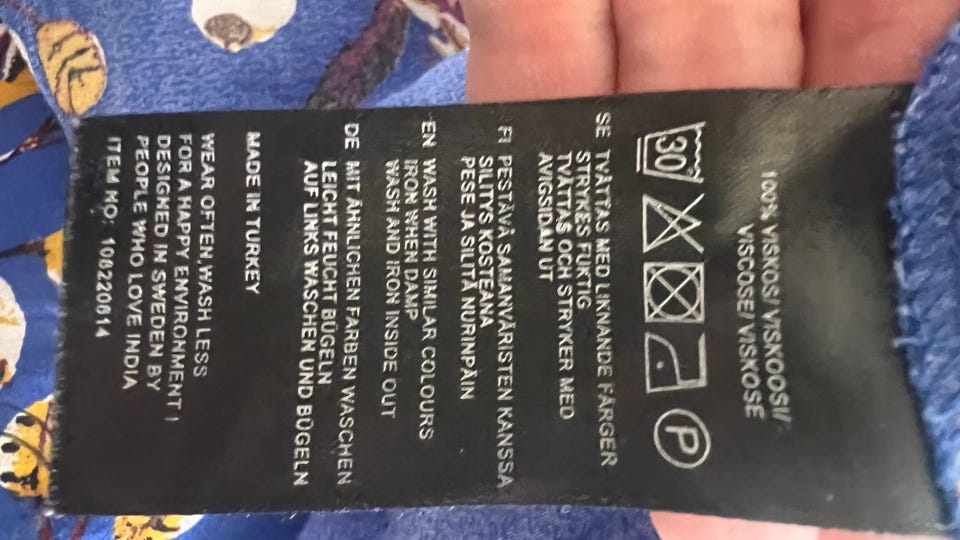 100% VISKOS/ VISKOOSI/
VISCOSE/ VISKOSE
30 P
SE TVÄTTAS MED LIKNANDE FÄRGER
STRYKES FUKTIG
TVÄTTAS OCH STRYKER MED
AVIGSIDAN UT
FI PESTÄVÄ SAMANVÄRISTEN KANSSA
SILITYS KOSTEANA
PESE JA SILITÄ NURINPÄIN
EN WASH WITH SIMILAR COLOURS
IRON WHEN DAMP
WASH AND IRON INSIDE OUT
DE MIT ÄHNLICHEN FARBEN WASCHEN
LEICHT FEUCHT BÜGELN
AUF LINKS WASCHEN UND BÜGELN
MADE IN TURKEY
WEAR OFTEN WASH LESS
FOR A HAPPY ENVIRONMENT!
DESIGNED IN SWEDEN BY
PEOPLE WHO LOVE INDIA
ITEM NO: 100220614